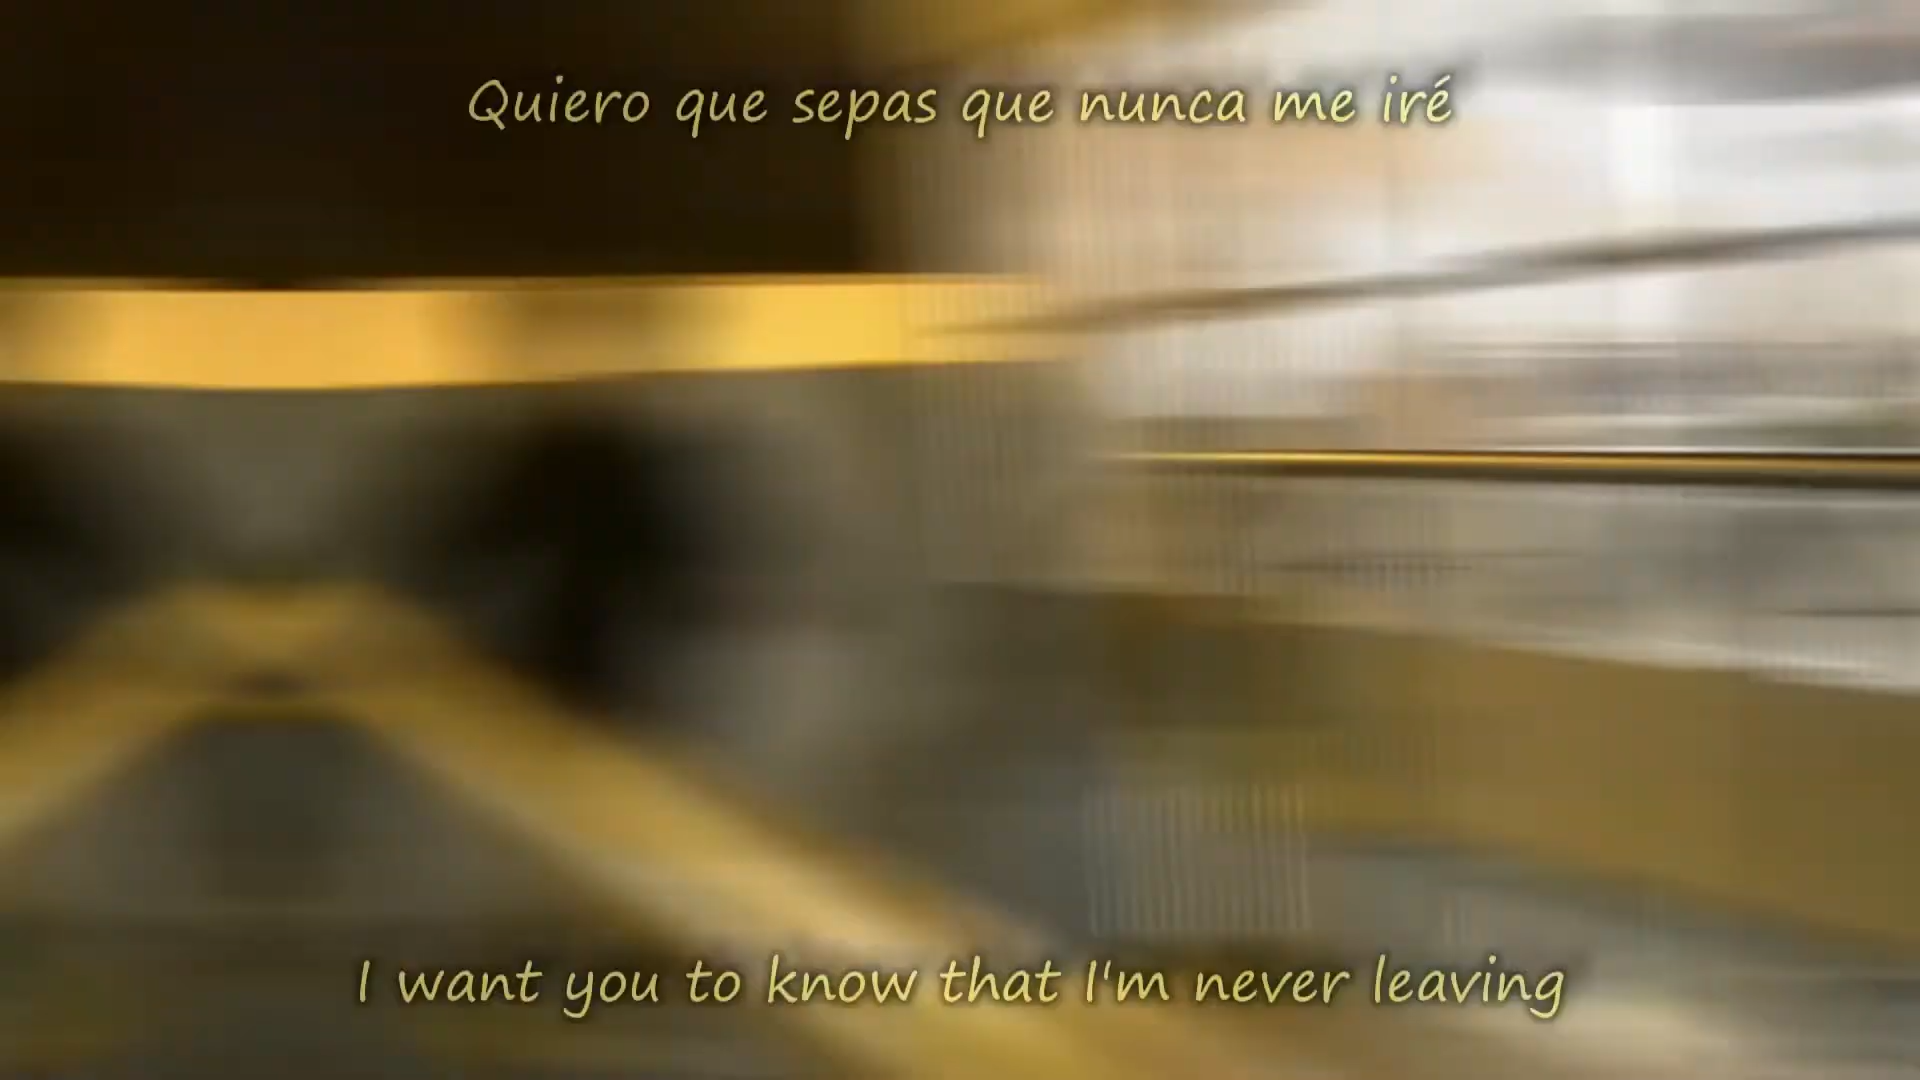 Quiero que sepas que nunca me iré
I want you to know that I'm never leaving